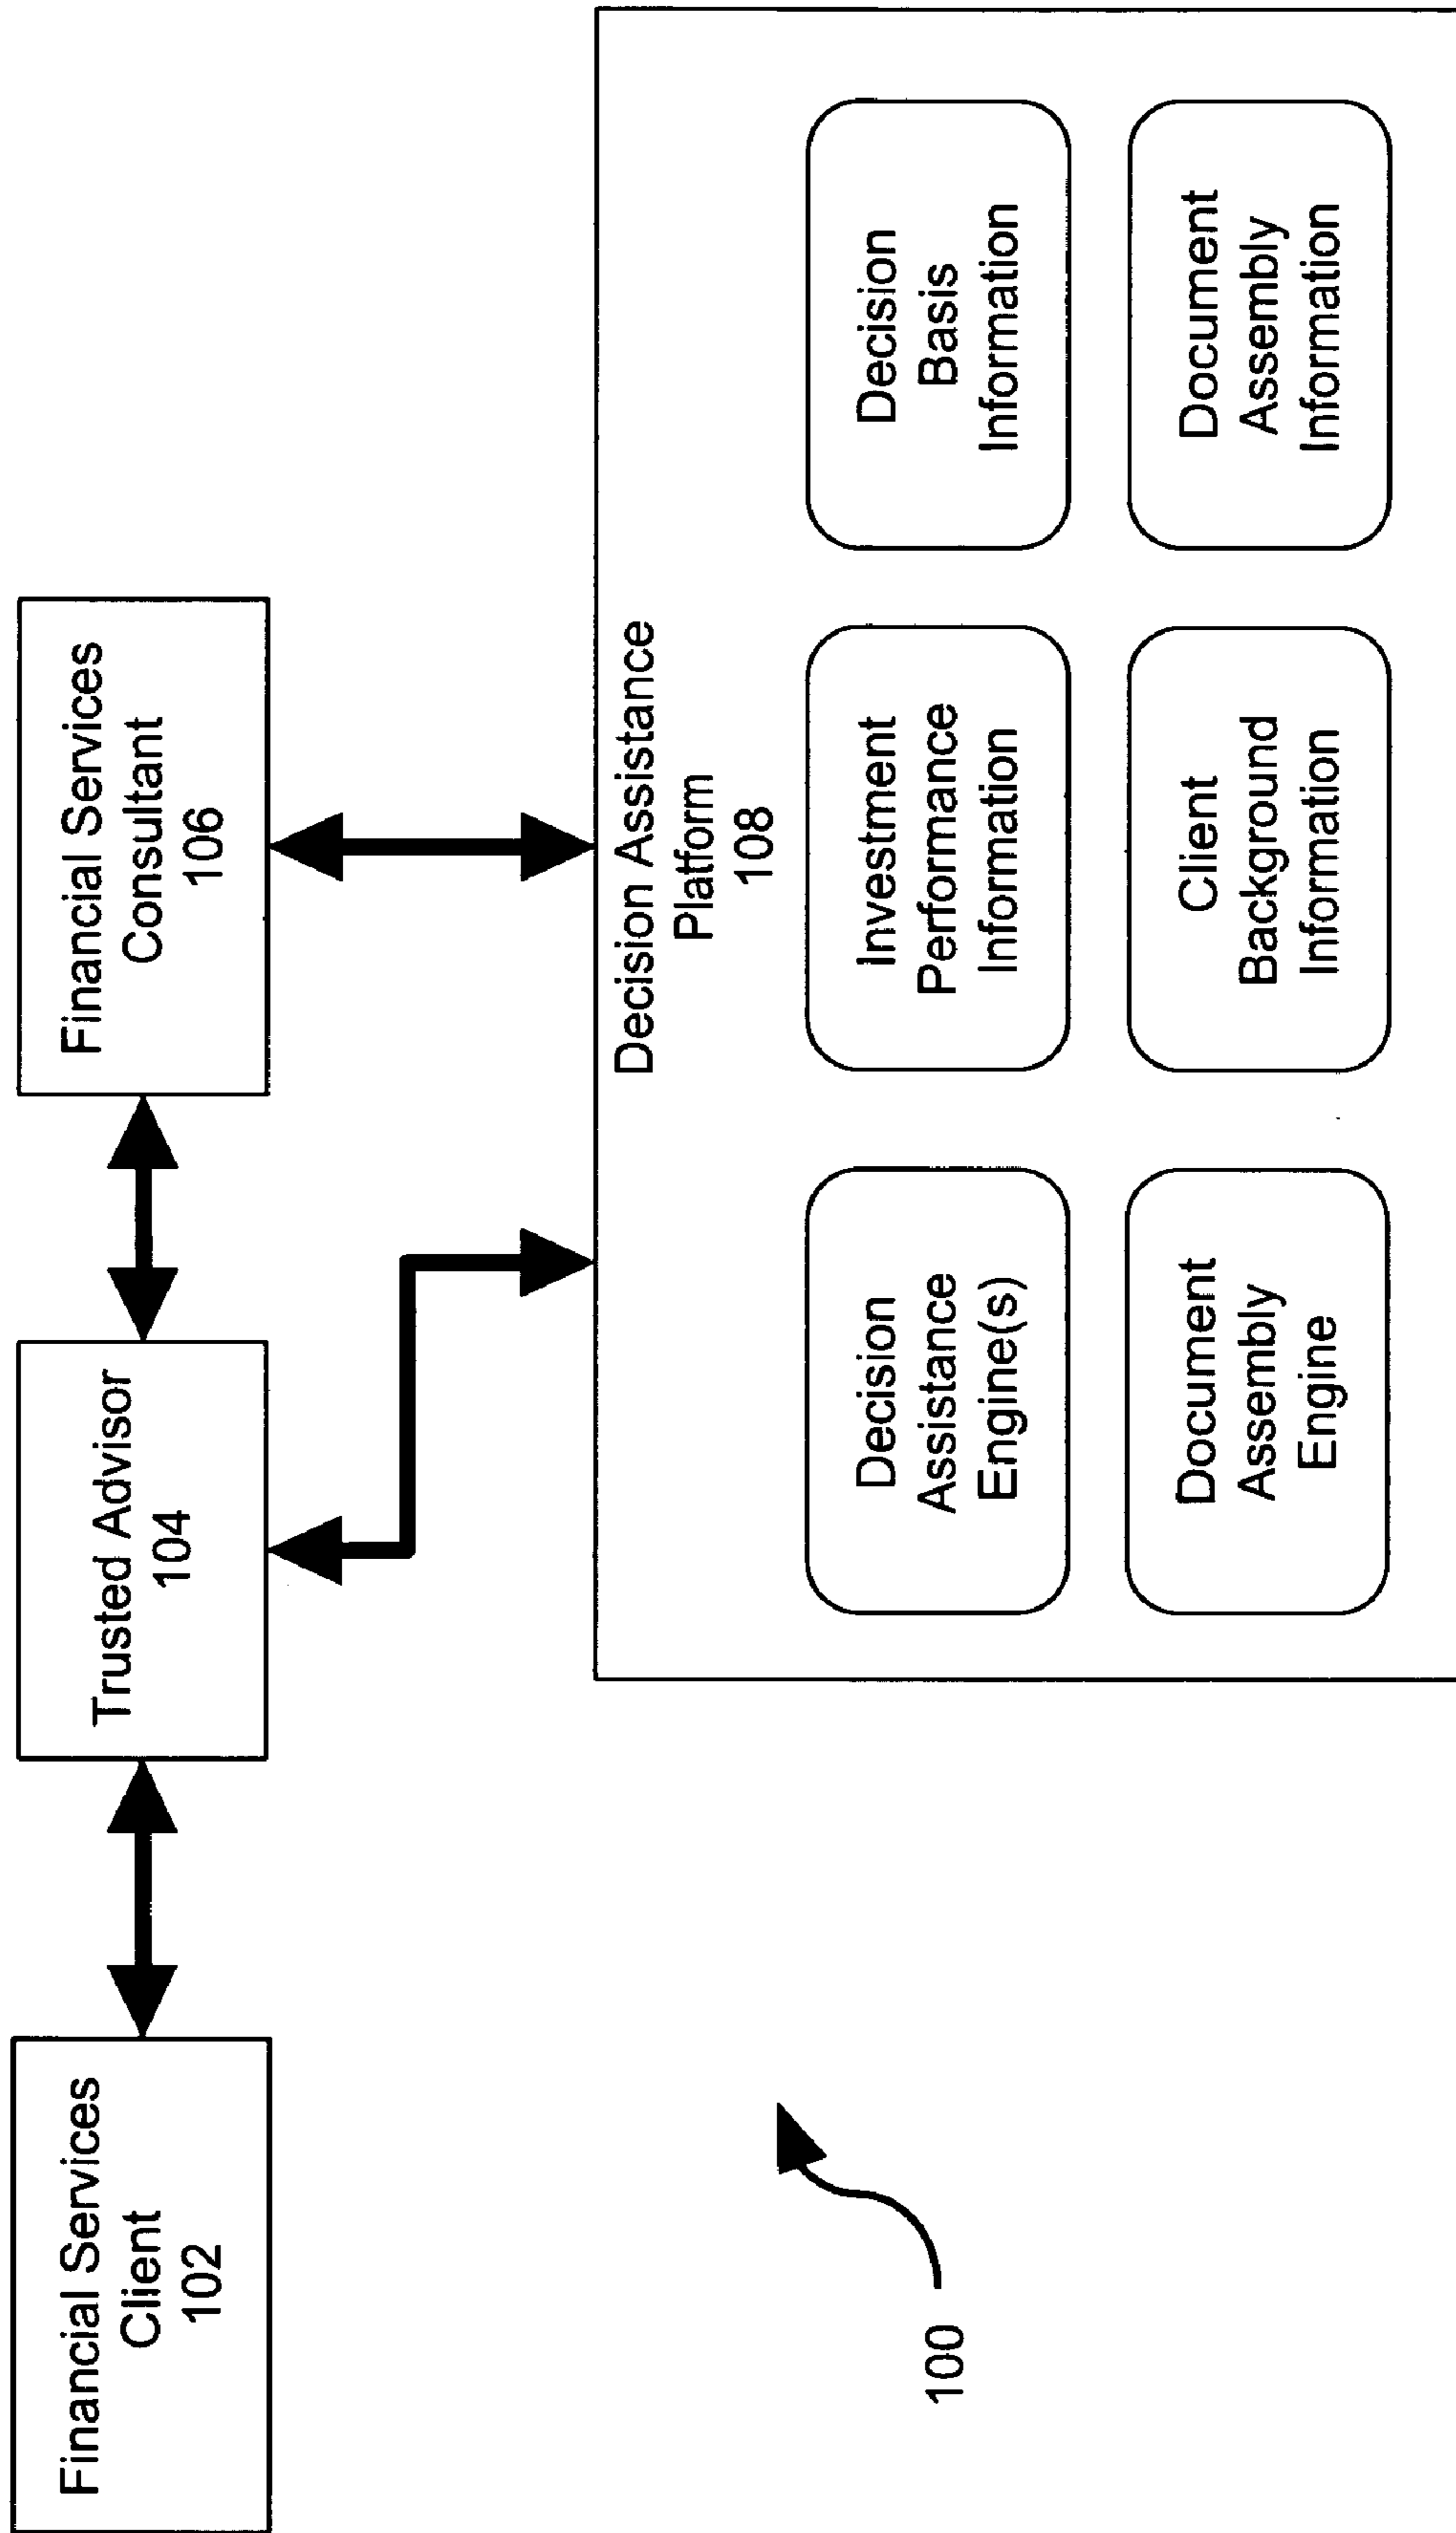 Financial Services
Client
102
Trusted Advisor
104
Financial Services
Consultant
106
Decision Assistance
Platform
108
Decision
Assistance
Engine(s)
Investment
Performance
Information
Decision
Basis
Information
Document
Assembly
Engine
Client
Background
Information
Document
Assembly
Information
100